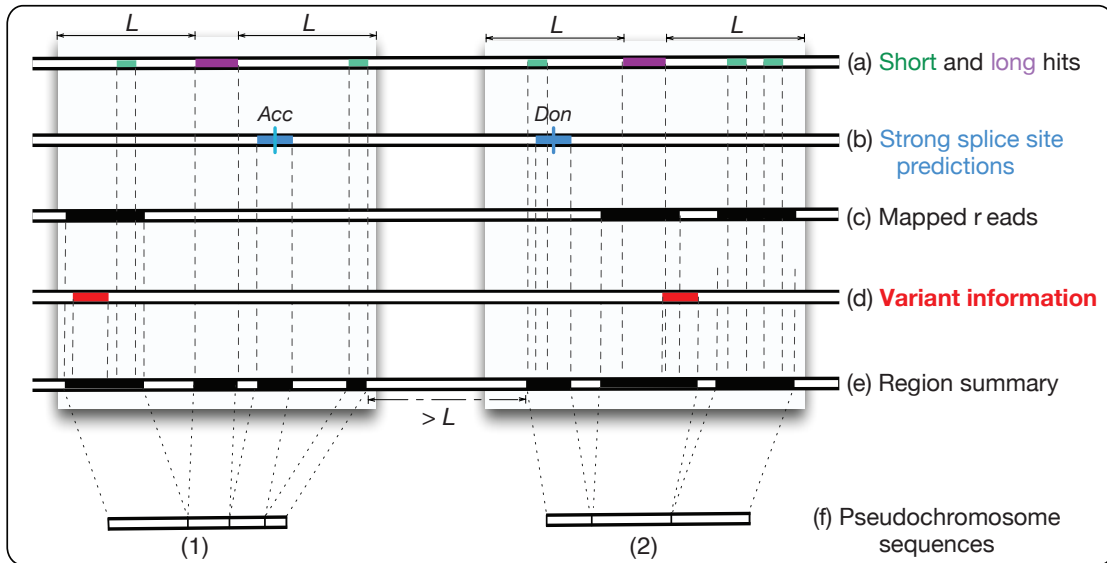 L L L L
(a) Short and long hits
Acc Don
(b) Strong splice site
predictions
(c) Mapped r eads
(d) Variant information
(e) Region summary
> L
(f) Pseudochromosome
sequences
(1) (2)